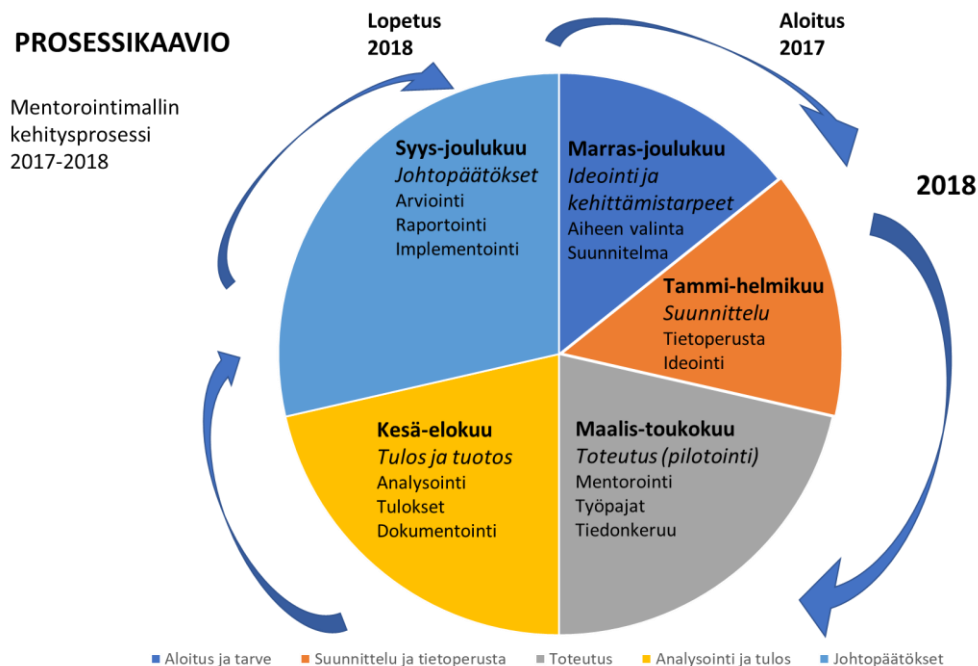 PROSESSIKAAVIO
Mentorointimallin
kehitysprosessi
2017-2018
Lopetus
2018
Aloitus
2017
2018
Marras-joulukuu
Ideointi ja
kehittämistarpeet
Aiheen valinta
Suunnitelma
Tammi-helmikuu
Suunnittelu
Tietoperusta
Ideointi
Maalis-toukokuu
Toteutus (pilotointi)
Mentorointi
Työpajat
Tiedonkeruu
Kesä-elokuu
Tulos ja tuotos
Analysointi
Tulokset
Dokumentointi
Syys-joulukuu
Johtopäätökset
Arviointi
Raportointi
Implementointi
Aloitus ja tarve
Suunnittelu ja tietoperusta
Toteutus
Analysointi ja tulos
Johtopäätökset